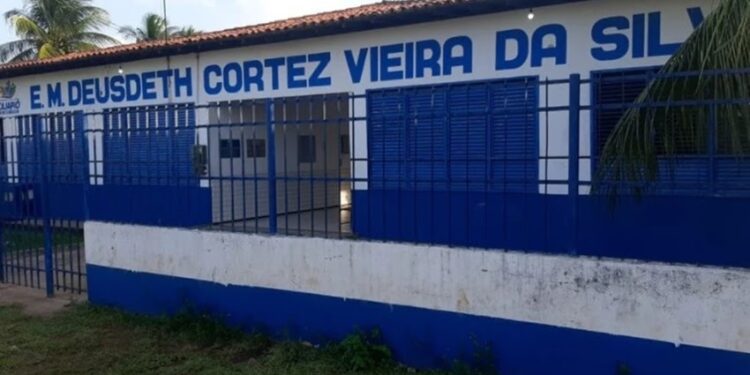 E. M. DEUSDETH CORTEZ VIEIRA DA SILV